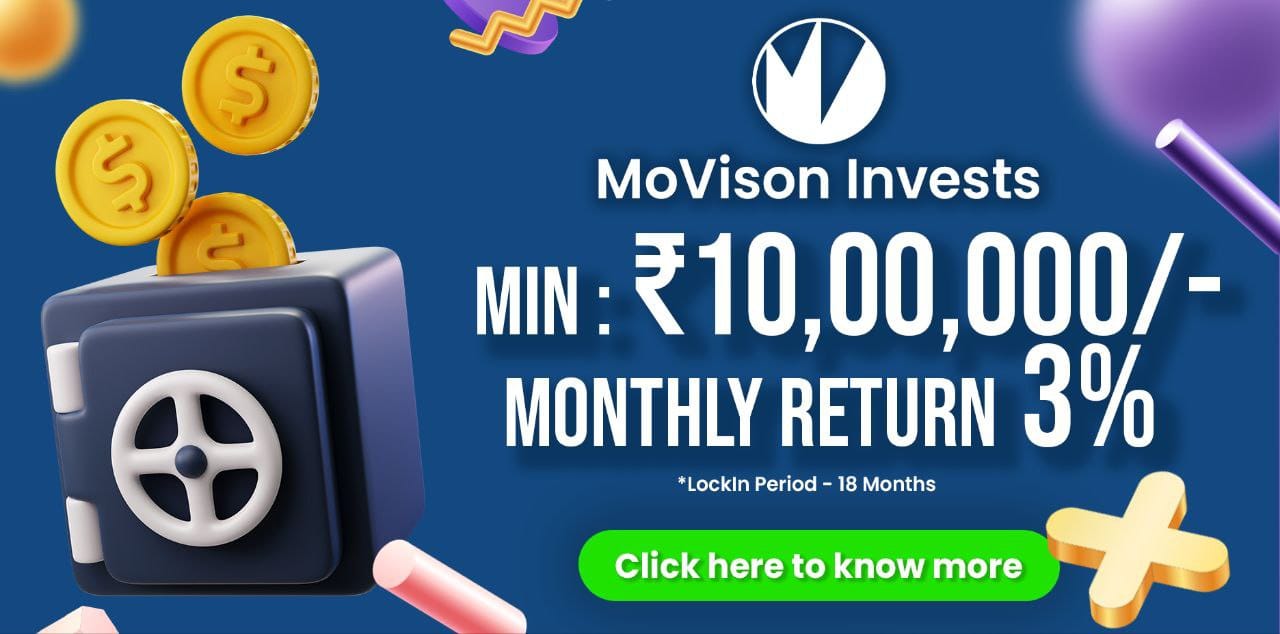 MoVison Invests
MIN : ₹10,00,000/-
MONTHLY RETURN 3%
*LockIn Period - 18 Months
Click here to know more